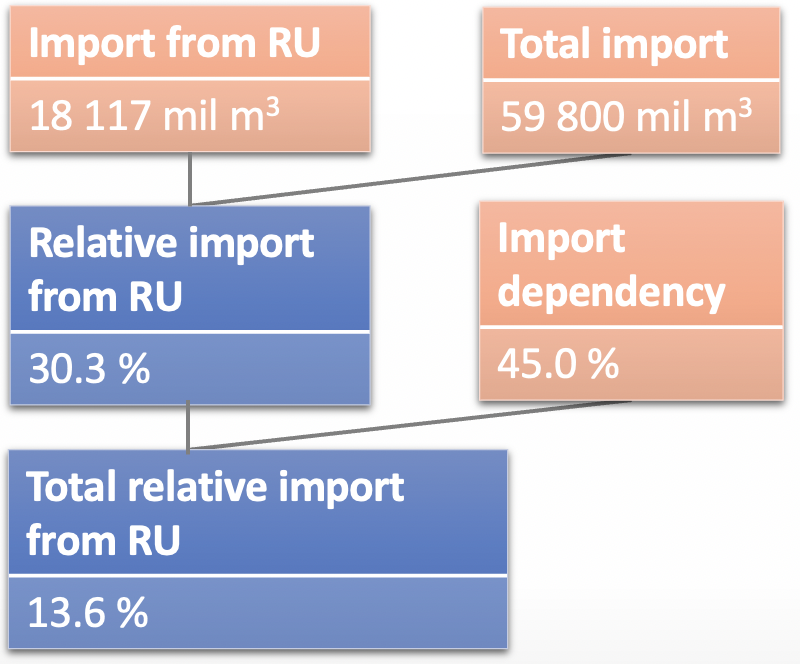 Import from RU
18 117 mil m³
Total import
59 800 mil m³
Relative import
from RU
30.3 %
Import
dependency
45.0 %
Total relative import
from RU
13.6 %